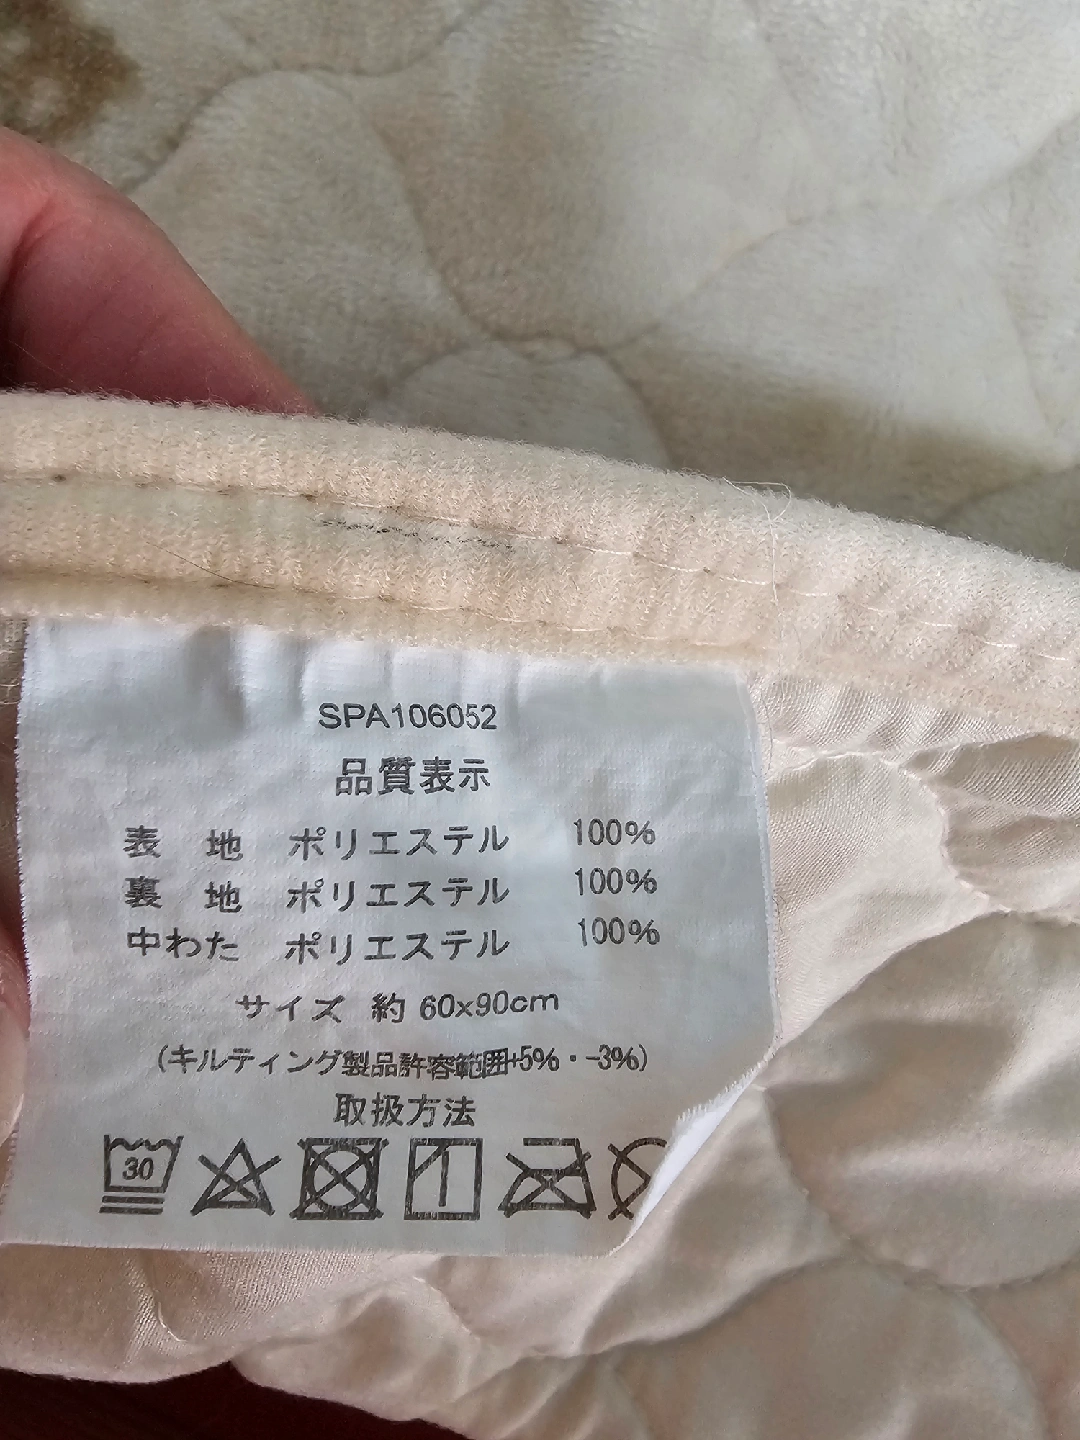 SPA106052
品質表示
表 地 ポリエステル 100%
裏 地 ポリエステル 100%
中わた ポリエステル 100%
サイズ 約 60x90cm
(キルティング製品許容範囲+5%・-3%)
取扱方法
30